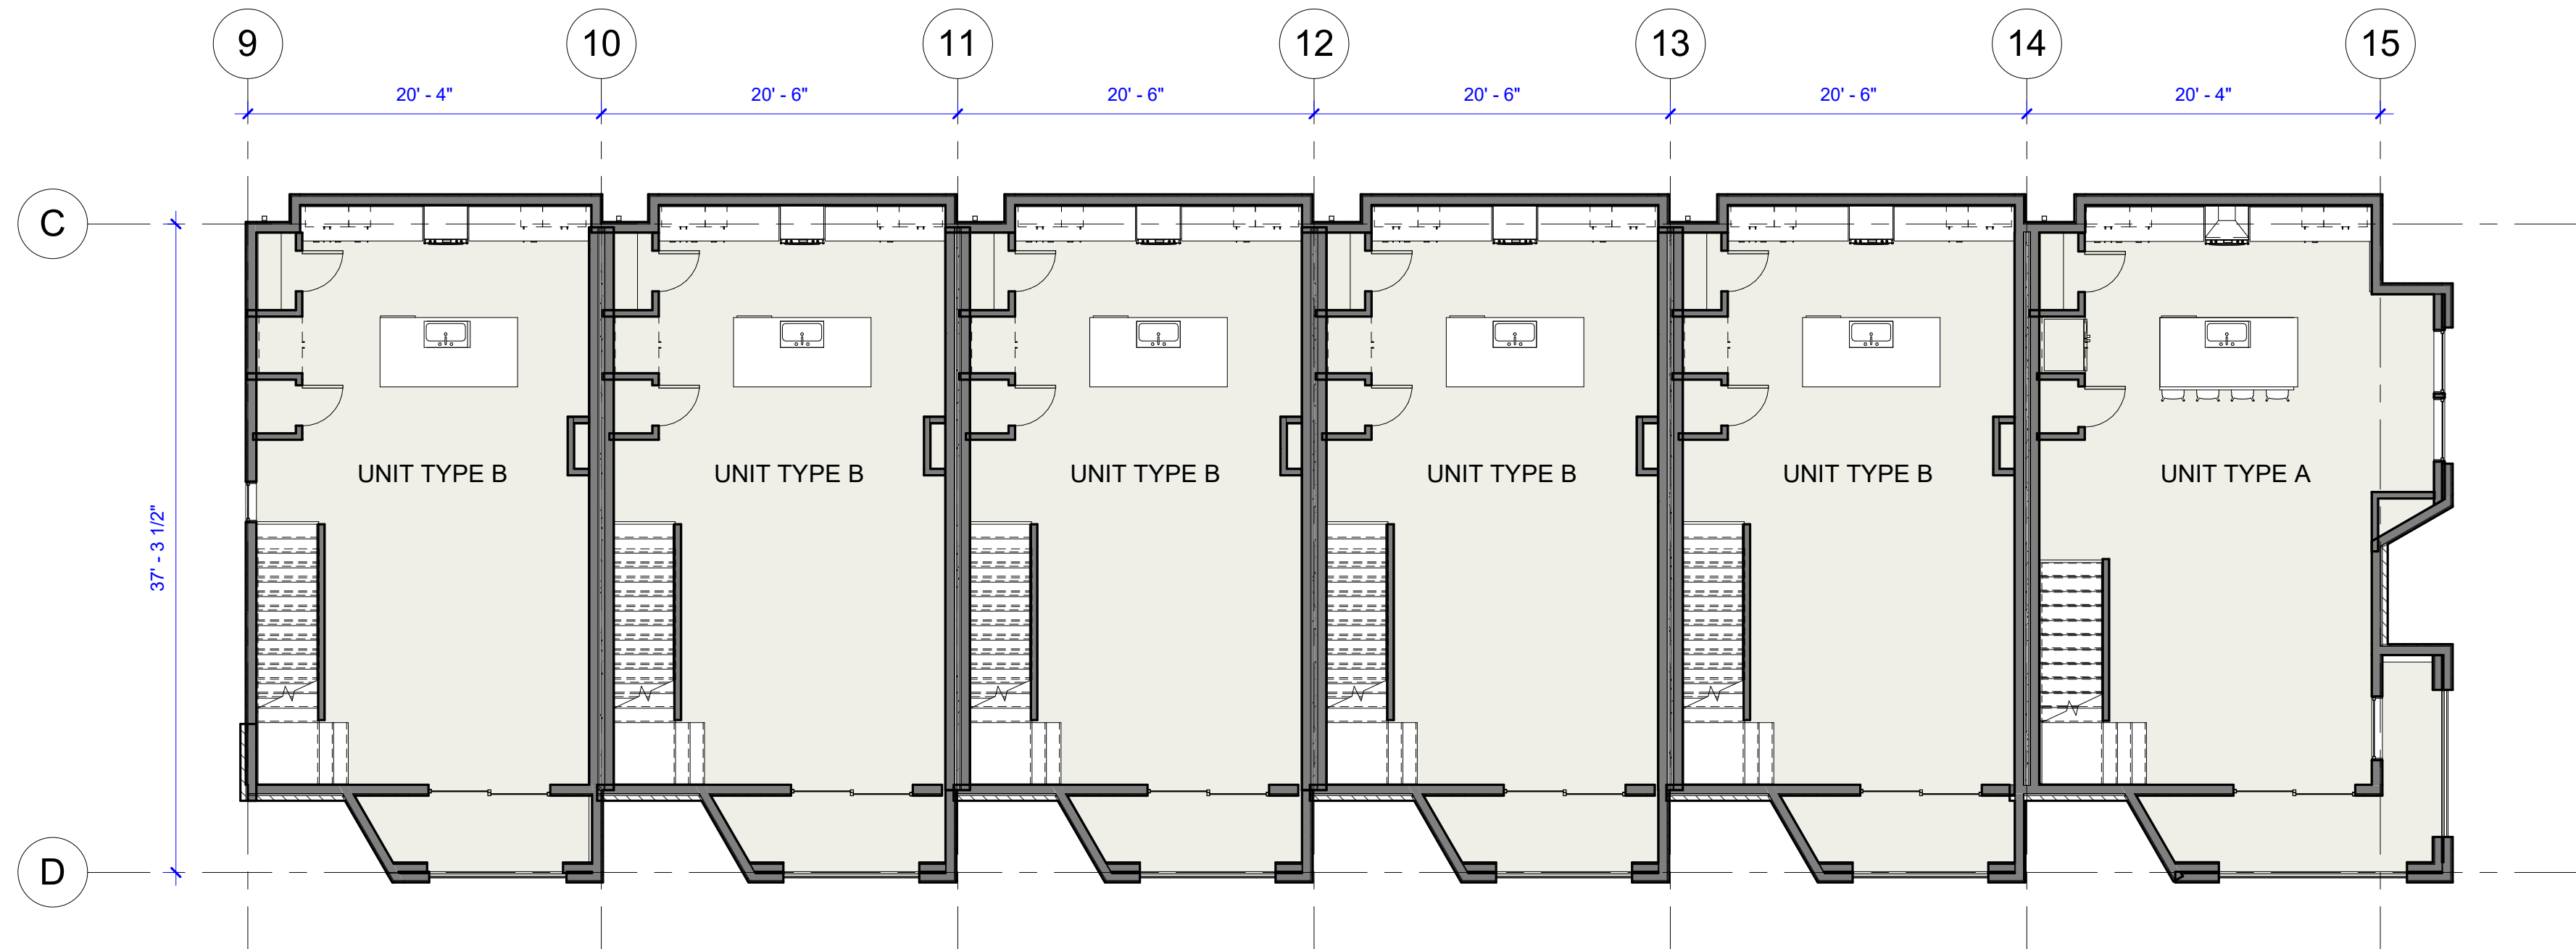 9
10
11
12
13
14
15
20' - 4"
20' - 6"
20' - 6"
20' - 6"
20' - 6"
20' - 4"
C
UNIT TYPE B
UNIT TYPE B
UNIT TYPE B
UNIT TYPE B
UNIT TYPE B
UNIT TYPE A
37' - 3 1/2"
D